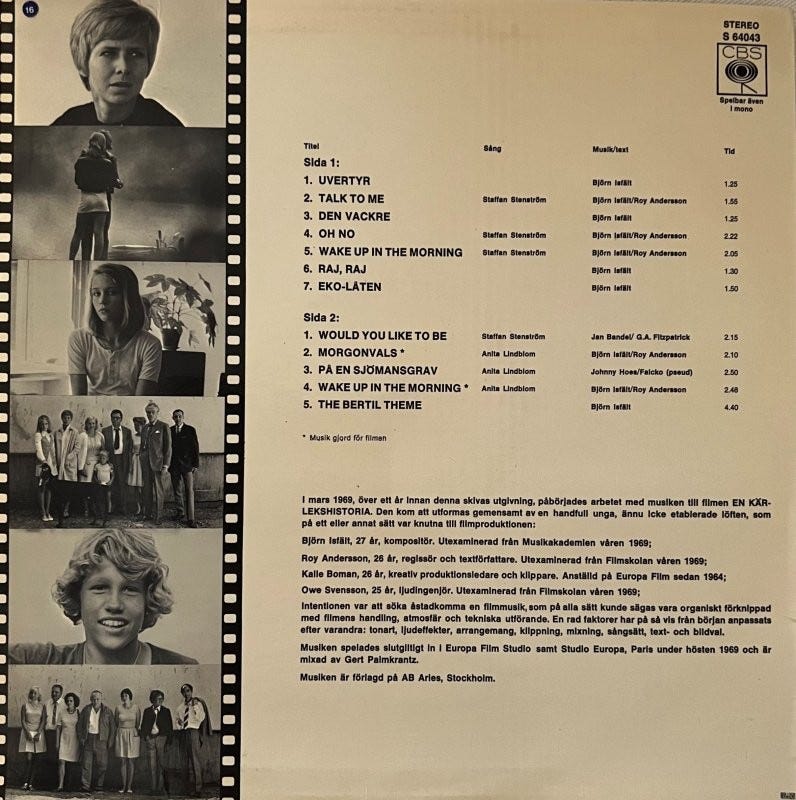 16
STEREO
S 64043
CBS
Spelbar även
i mono
Titel Sång Musik/text Tid
Sida 1:
1. UVERTYR Björn Isfält 1.25
2. TALK TO ME Staffan Stenström Björn Isfält/Roy Andersson 1.55
3. DEN VACKRE Björn Isfält 1.25
4. OH NO Staffan Stenström Björn Isfält/Roy Andersson 2.22
5. WAKE UP IN THE MORNING Staffan Stenström Björn Isfält/Roy Andersson 2.05
6. RAJ, RAJ Björn Isfält 1.30
7. EKO-LÅTEN Björn Isfält 1.50
Sida 2:
1. WOULD YOU LIKE TO BE Staffan Stenström Jan Bandel/ G.A. Fitzpatrick 2.15
2. MORGONVALS * Anita Lindblom Björn Isfält/Roy Andersson 2.10
3. PÅ EN SJÖMANSGRAV Anita Lindblom Johnny Hoes/Falcko (pseud) 2.50
4. WAKE UP IN THE MORNING * Anita Lindblom Björn Isfält/Roy Andersson 2.48
5. THE BERTIL THEME Björn Isfält 4.40
* Musik gjord för filmen
I mars 1969, över ett år innan denna skivas utgivning, påbörjades arbetet med musiken till filmen EN KÄR-
LEKSHISTORIA. Den kom att utformas gemensamt av en handfull unga, ännu icke etablerade löften, som
på ett eller annat sätt var knutna till filmproduktionen:
Björn Isfält, 27 år, kompositör. Utexaminerad från Musikakademien våren 1969;
Roy Andersson, 26 år, regissör och textförfattare. Utexaminerad från Filmskolan våren 1969;
Kalle Boman, 26 år, kreativ produktionsledare och klippare. Anställd på Europa Film sedan 1964;
Owe Svensson, 25 år, ljudingenjör. Utexaminerad från Filmskolan våren 1969;
Intentionen var att söka åstadkomma en filmmusik, som på alla sätt kunde sägas vara organiskt förknippad
med filmens handling, atmosfär och tekniska utförande. En rad faktorer har på så vis från början anpassats
efter varandra: tonart, ljudeffekter, arrangemang, klippning, mixning, sångsätt, text- och bildval.
Musiken spelades slutgiltigt in i Europa Film Studio samt Studio Europa, Paris under hösten 1969 och är
mixad av Gert Palmkrantz.
Musiken är förlagd på AB Aries, Stockholm.